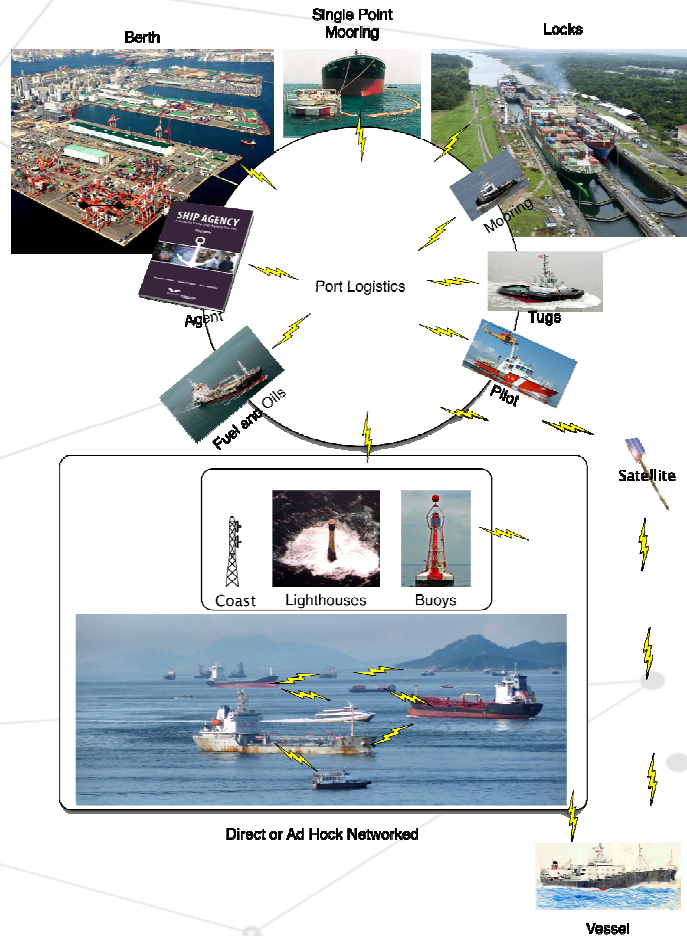 Berth
Single Point
Mooring
Locks
SHIP AGENCY
Mooring
Port Logistics
Agent
Tugs
Pilot
Fuel and Oils
Satellite
Coast
Lighthouses
Buoys
Direct or Ad Hock Networked
Vessel